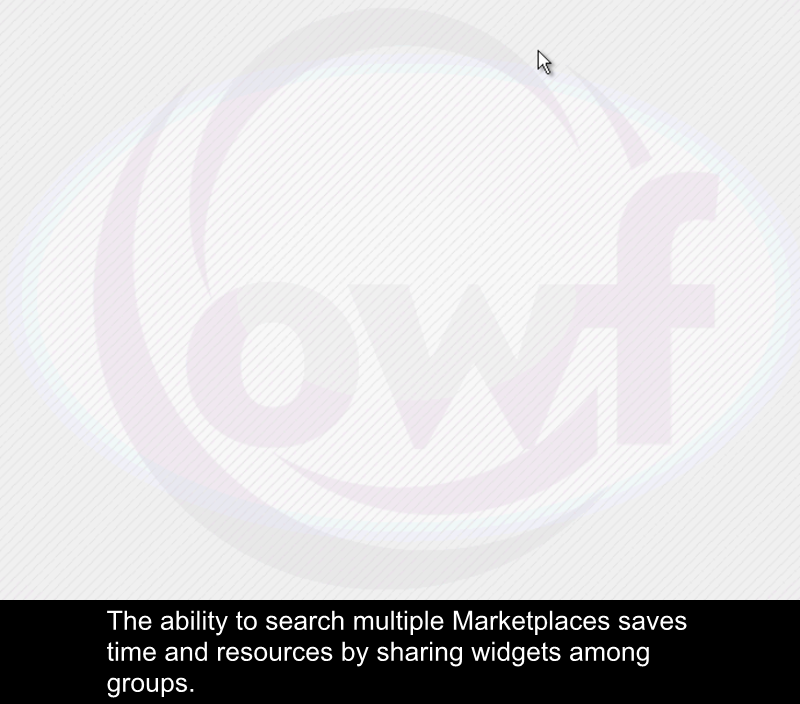 owf
The ability to search multiple Marketplaces saves
time and resources by sharing widgets among
groups.